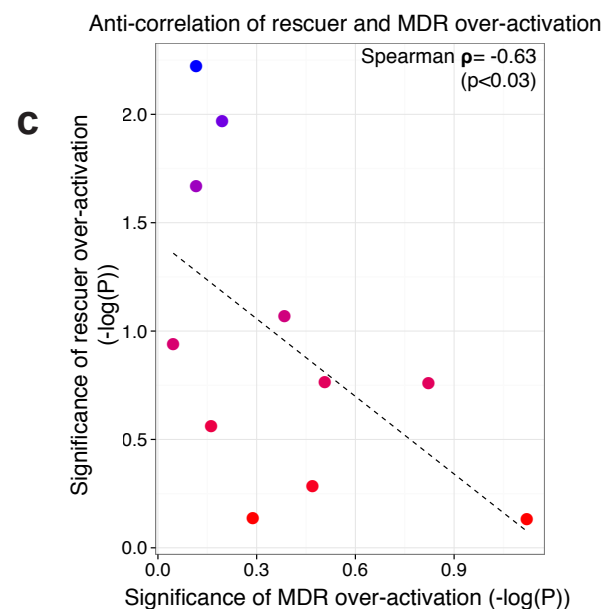 Anti-correlation of rescuer and MDR over-activation
Spearman ρ= -0.63
(p<0.03)
C
Significance of rescuer over-activation
(-log(P))
2.0
1.5
1.0
0.5
0.0
0.0 0.3 0.6 0.9
Significance of MDR over-activation (-log(P))